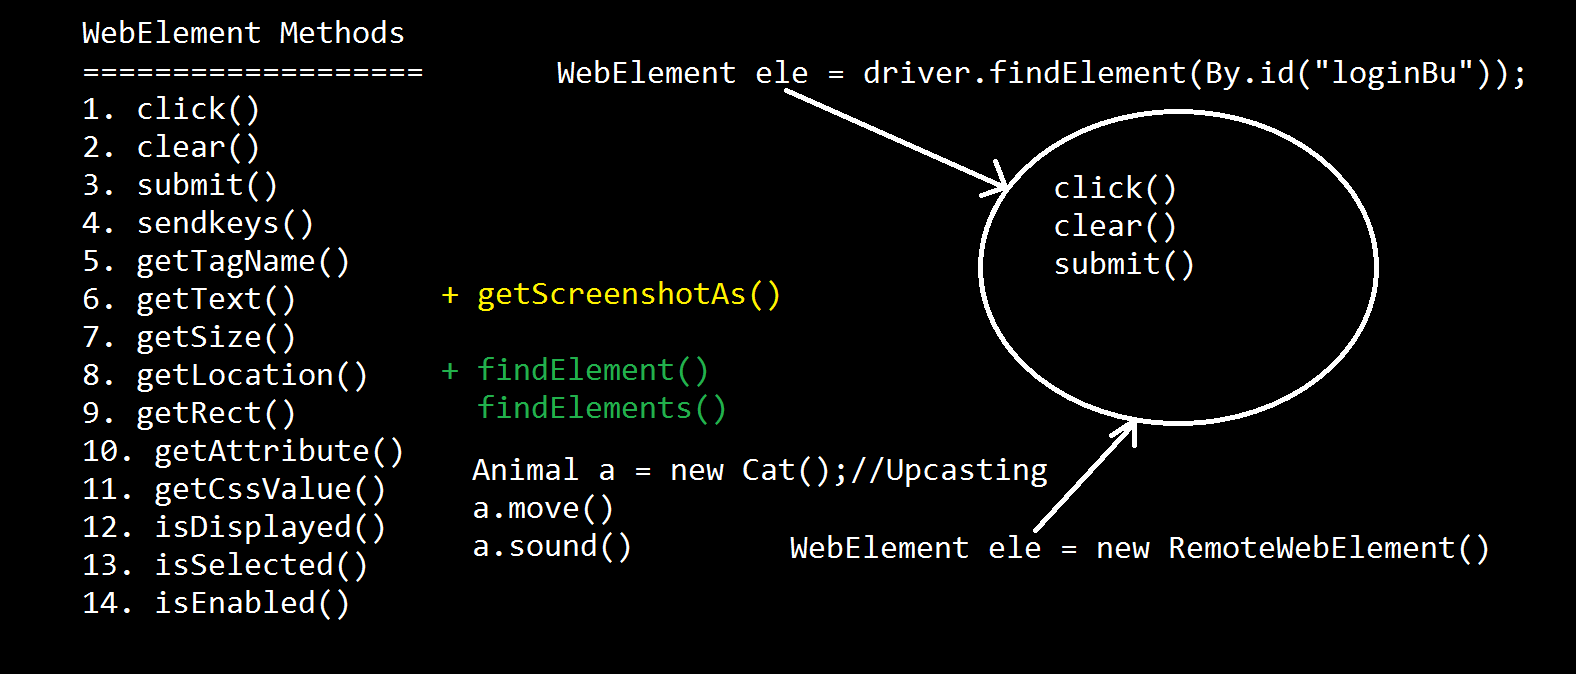 WebElement Methods
===================
1. click()
2. clear()
3. submit()
4. sendkeys()
5. getTagName()
6. getText()
7. getSize()
8. getLocation()
9. getRect()
10. getAttribute()
11. getCssValue()
12. isDisplayed()
13. isSelected()
14. isEnabled()
+ getScreenshotAs()
+ findElement()
findElements()
Animal a = new Cat();//Upcasting
a.move()
a.sound()
WebElement ele = driver.findElement(By.id("loginBu"));
click()
clear()
submit()
WebElement ele = new RemoteWebElement()